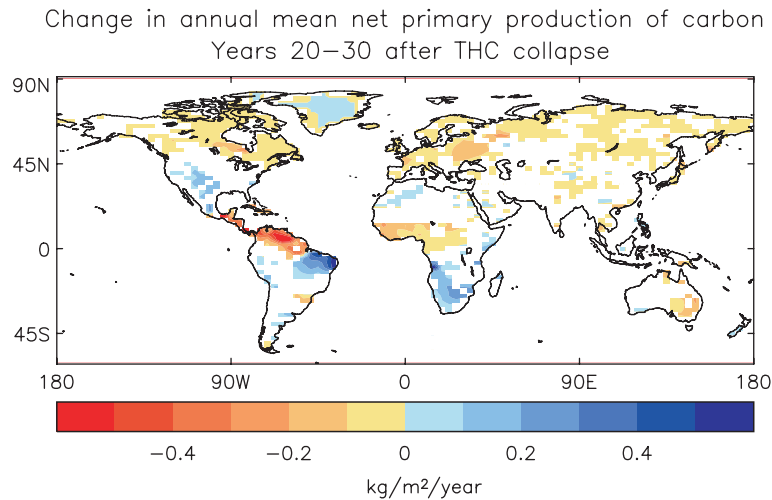 Change in annual mean net primary production of carbon
Years 20−30 after THC collapse
90N
45N
0
45S
180 90W 0 90E 180
−0.4 −0.2 0 0.2 0.4
kg/m²/year